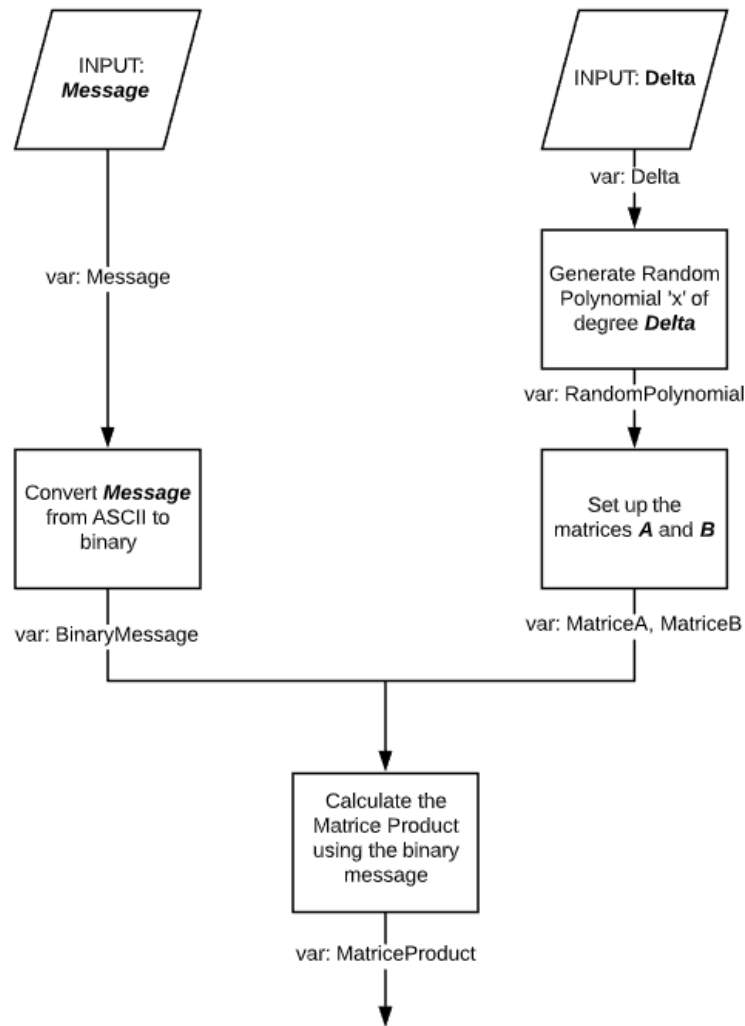 INPUT:
Message
var: Message
Convert Message
from ASCII to
binary
var: BinaryMessage
INPUT: Delta
var: Delta
Generate Random
Polynomial 'x' of
degree Delta
var: RandomPolynomial
Set up the
matrices A and B
var: MatriceA, MatriceB
Calculate the
Matrice Product
using the binary
message
var: MatriceProduct